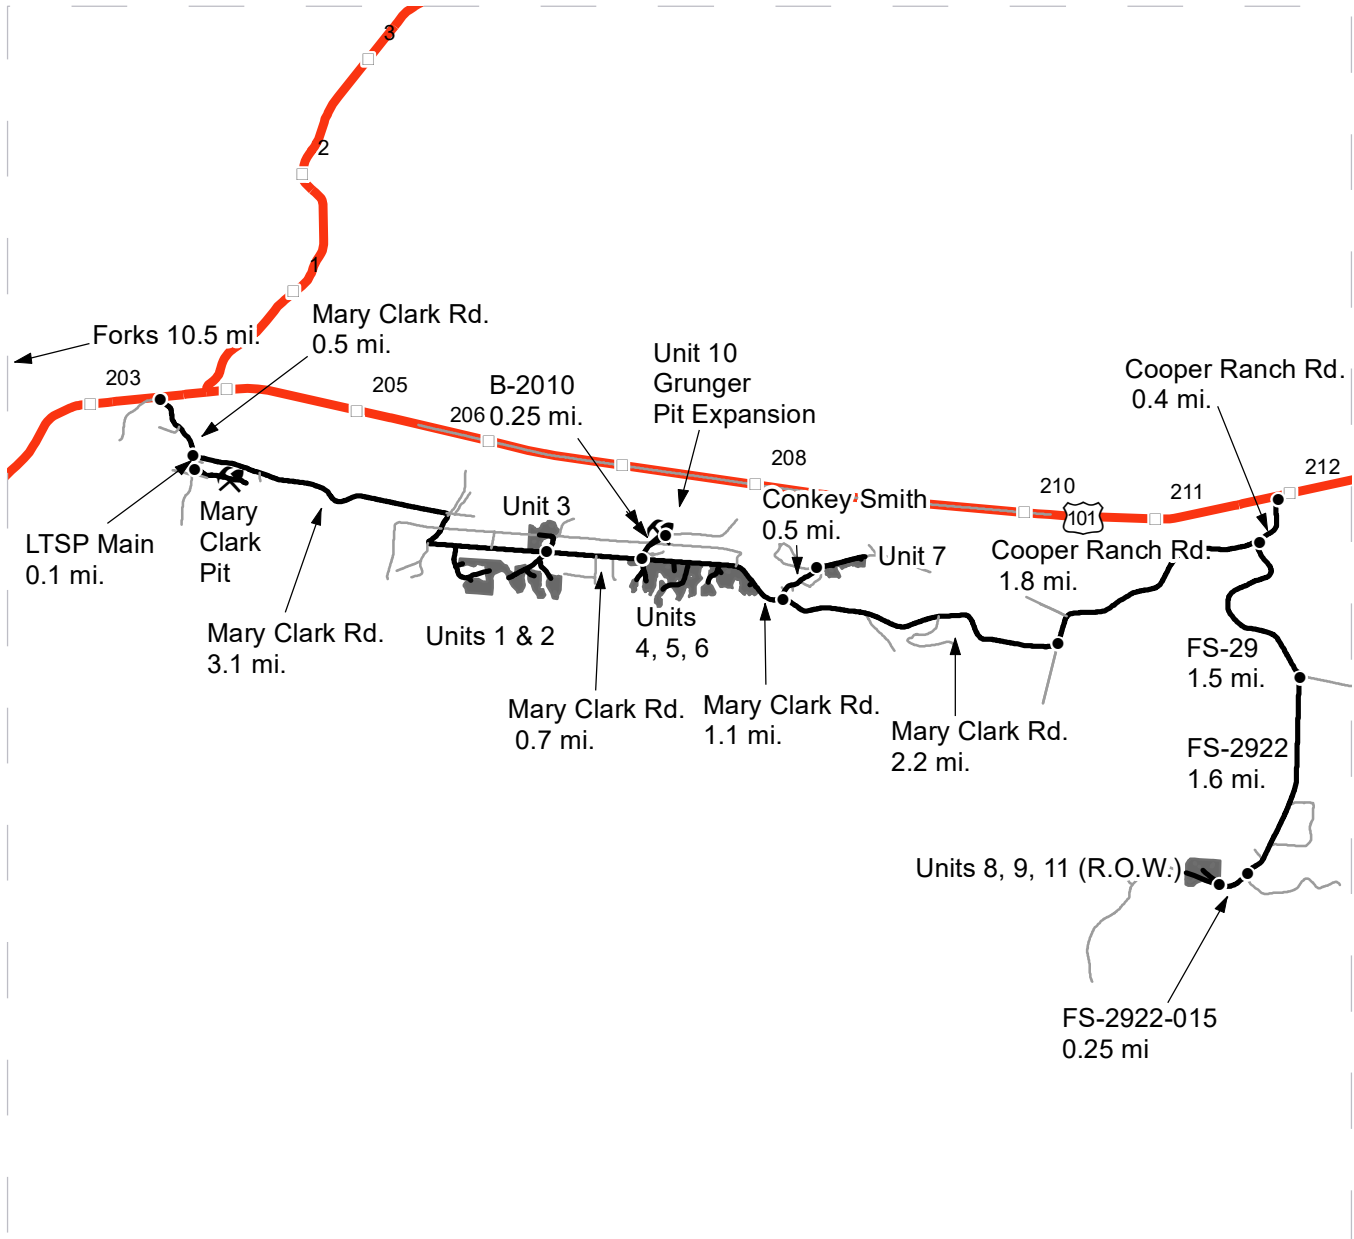 3
2
1
Mary Clark Rd.
0.5 mi.
Forks 10.5 mi.
203
205
206
208
210
211
212
101
B-2010
0.25 mi.
Unit 10
Grunger
Pit Expansion
Cooper Ranch Rd.
0.4 mi.
Conkey Smith
0.5 mi.
Unit 3
Mary
Clark
Pit
LTSP Main
0.1 mi.
Unit 7
Cooper Ranch Rd.
1.8 mi.
Mary Clark Rd.
3.1 mi.
Units 1 & 2
Units
4, 5, 6
FS-29
1.5 mi.
Mary Clark Rd.
0.7 mi.
Mary Clark Rd.
1.1 mi.
Mary Clark Rd.
2.2 mi.
FS-2922
1.6 mi.
Units 8, 9, 11 (R.O.W.)
FS-2922-015
0.25 mi